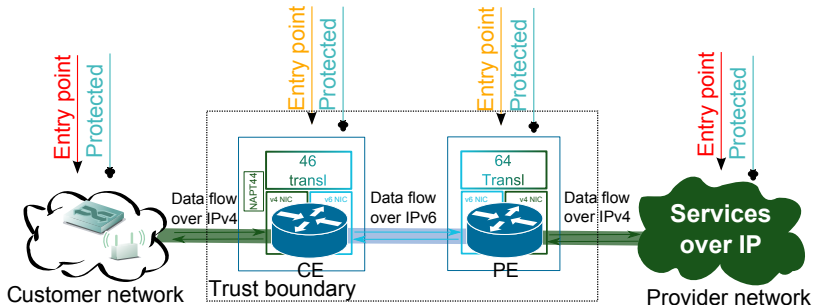 Entry point
Protected
Entry point
Protected
Entry point
Protected
Entry point
Protected
46
transl
64
Transl
NAPT44
v4 NIC
v6 NIC
v6 NIC
v4 NIC
Data flow
over IPv4
Data flow
over IPv6
Data flow
over IPv4
Services
over IP
CE
PE
Customer network
Trust boundary
Provider network